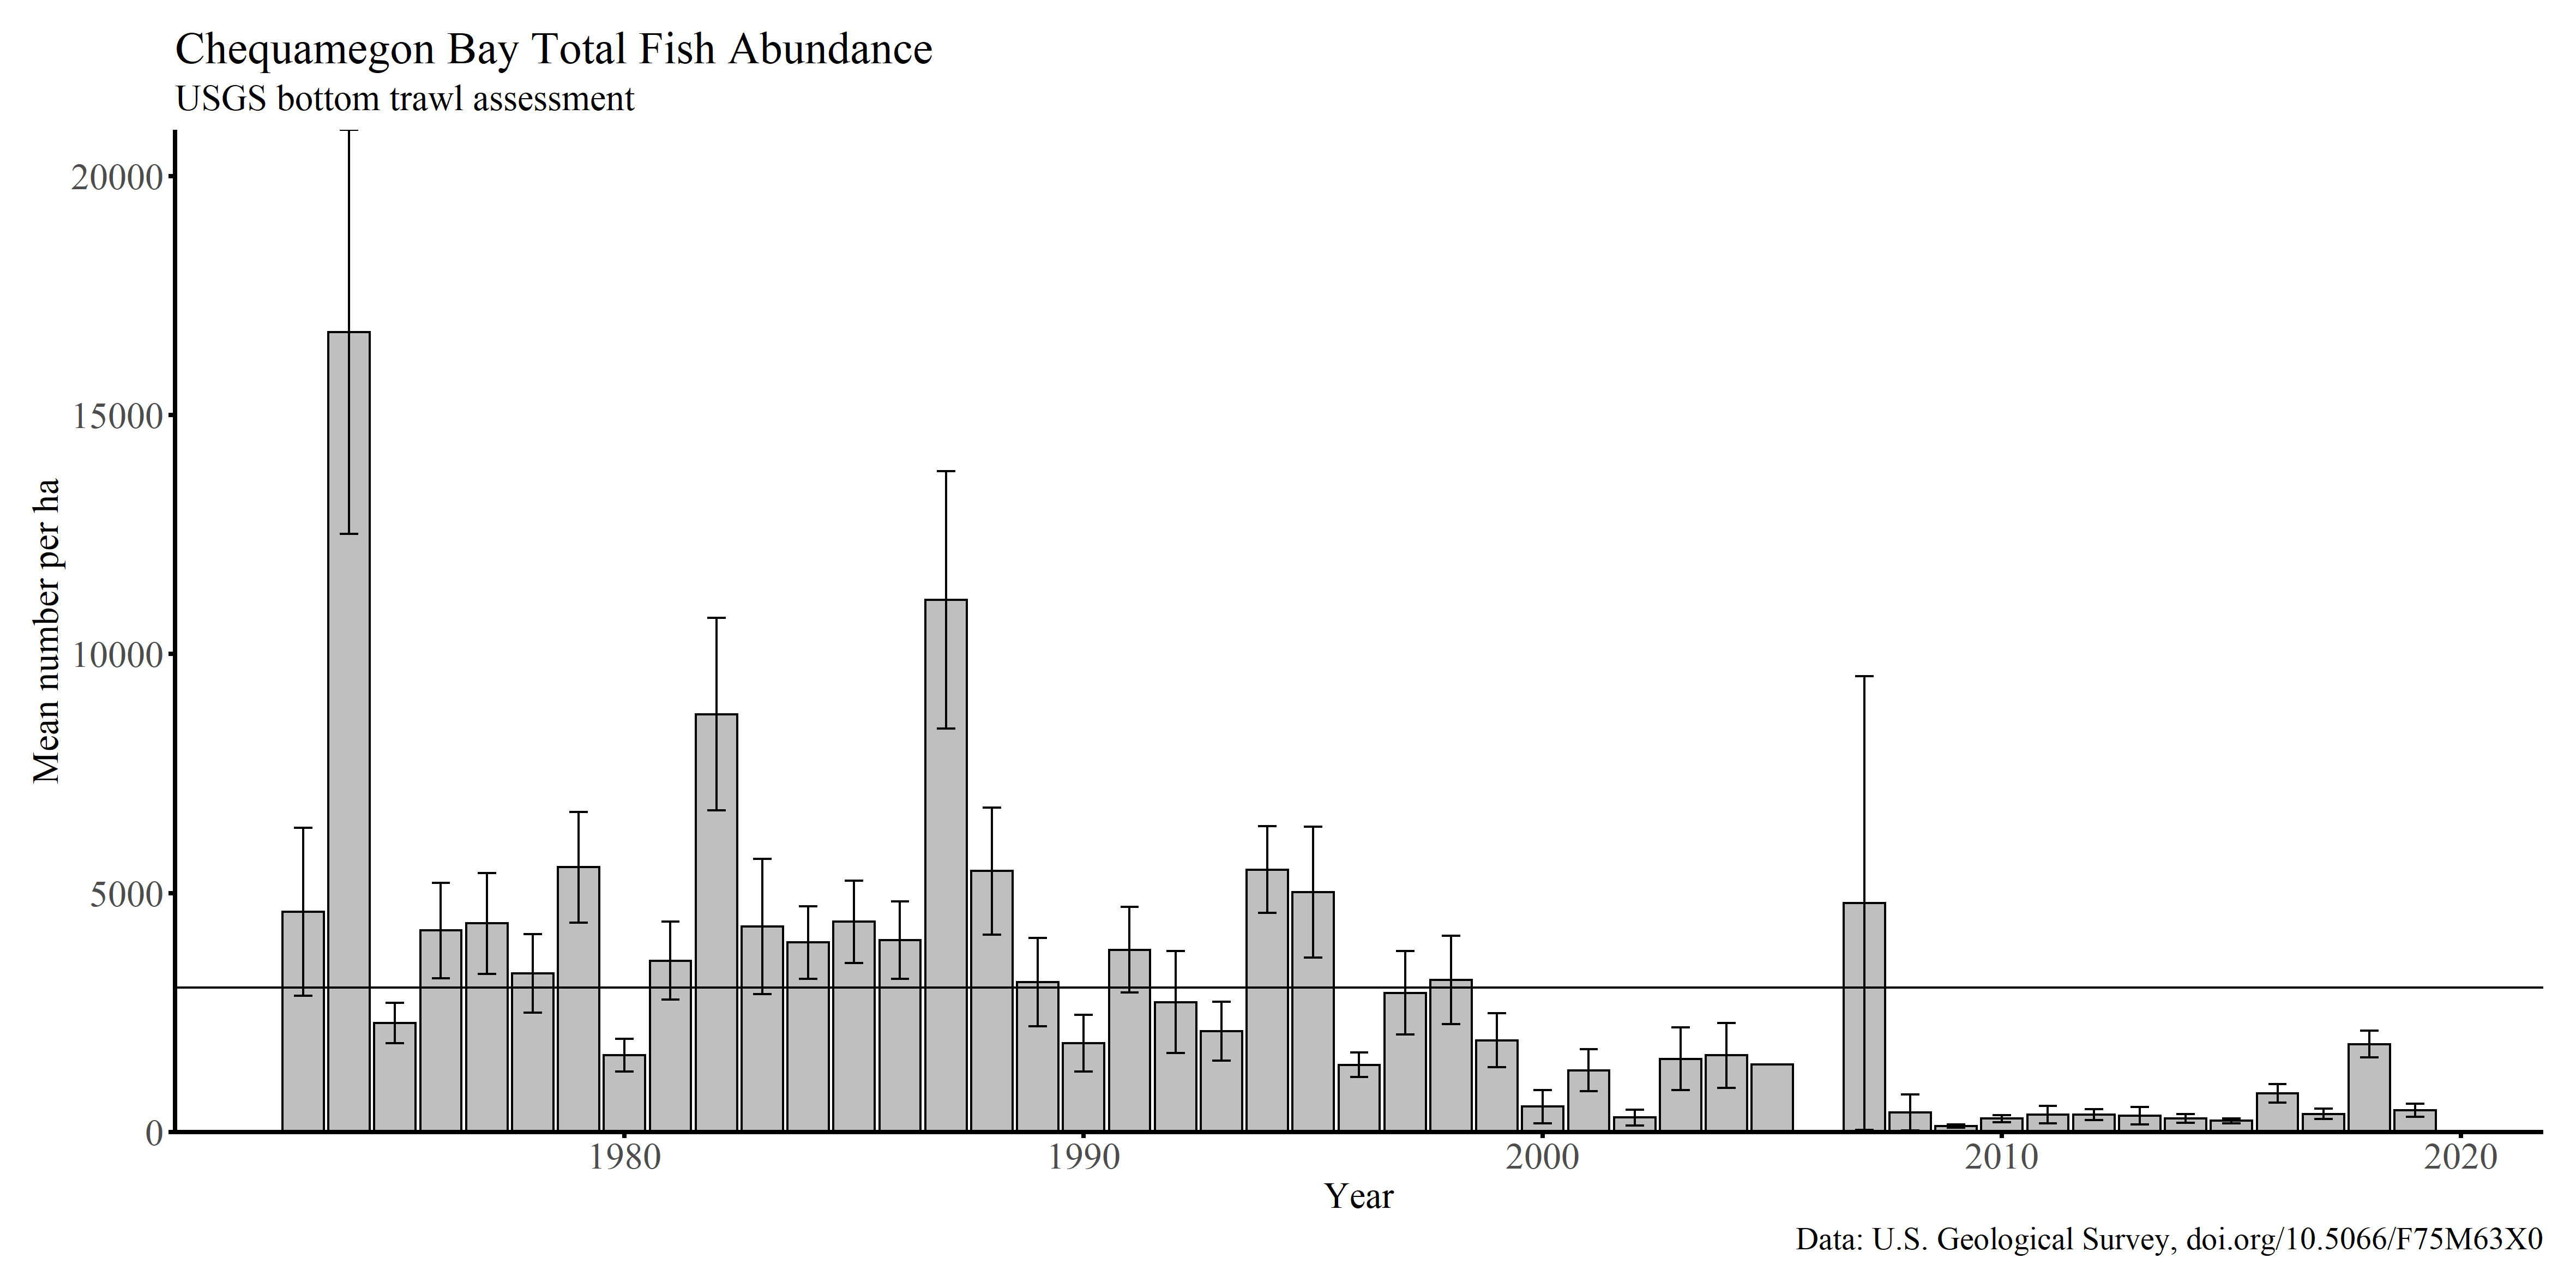 Chequamegon Bay Total Fish Abundance
USGS bottom trawl assessment
20000
15000
10000
5000
0
Mean number per ha
1980 1990 2000 2010 2020
Year
Data: U.S. Geological Survey, doi.org/10.5066/F75M63X0